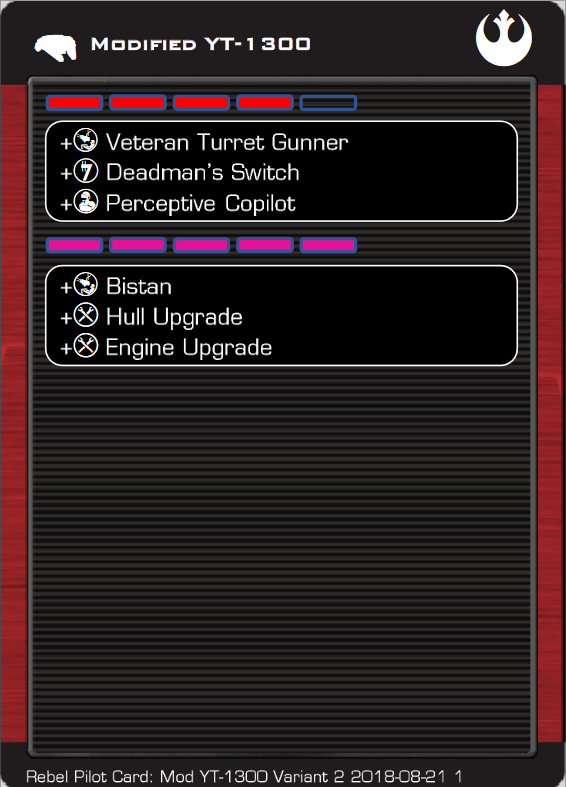 Modified YT-1300
+ Veteran Turret Gunner
+ Deadman's Switch
+ Perceptive Copilot
+ Bistan
+ Hull Upgrade
+ Engine Upgrade
Rebel Pilot Card: Mod YT-1300 Variant 2 2018-08-21 1